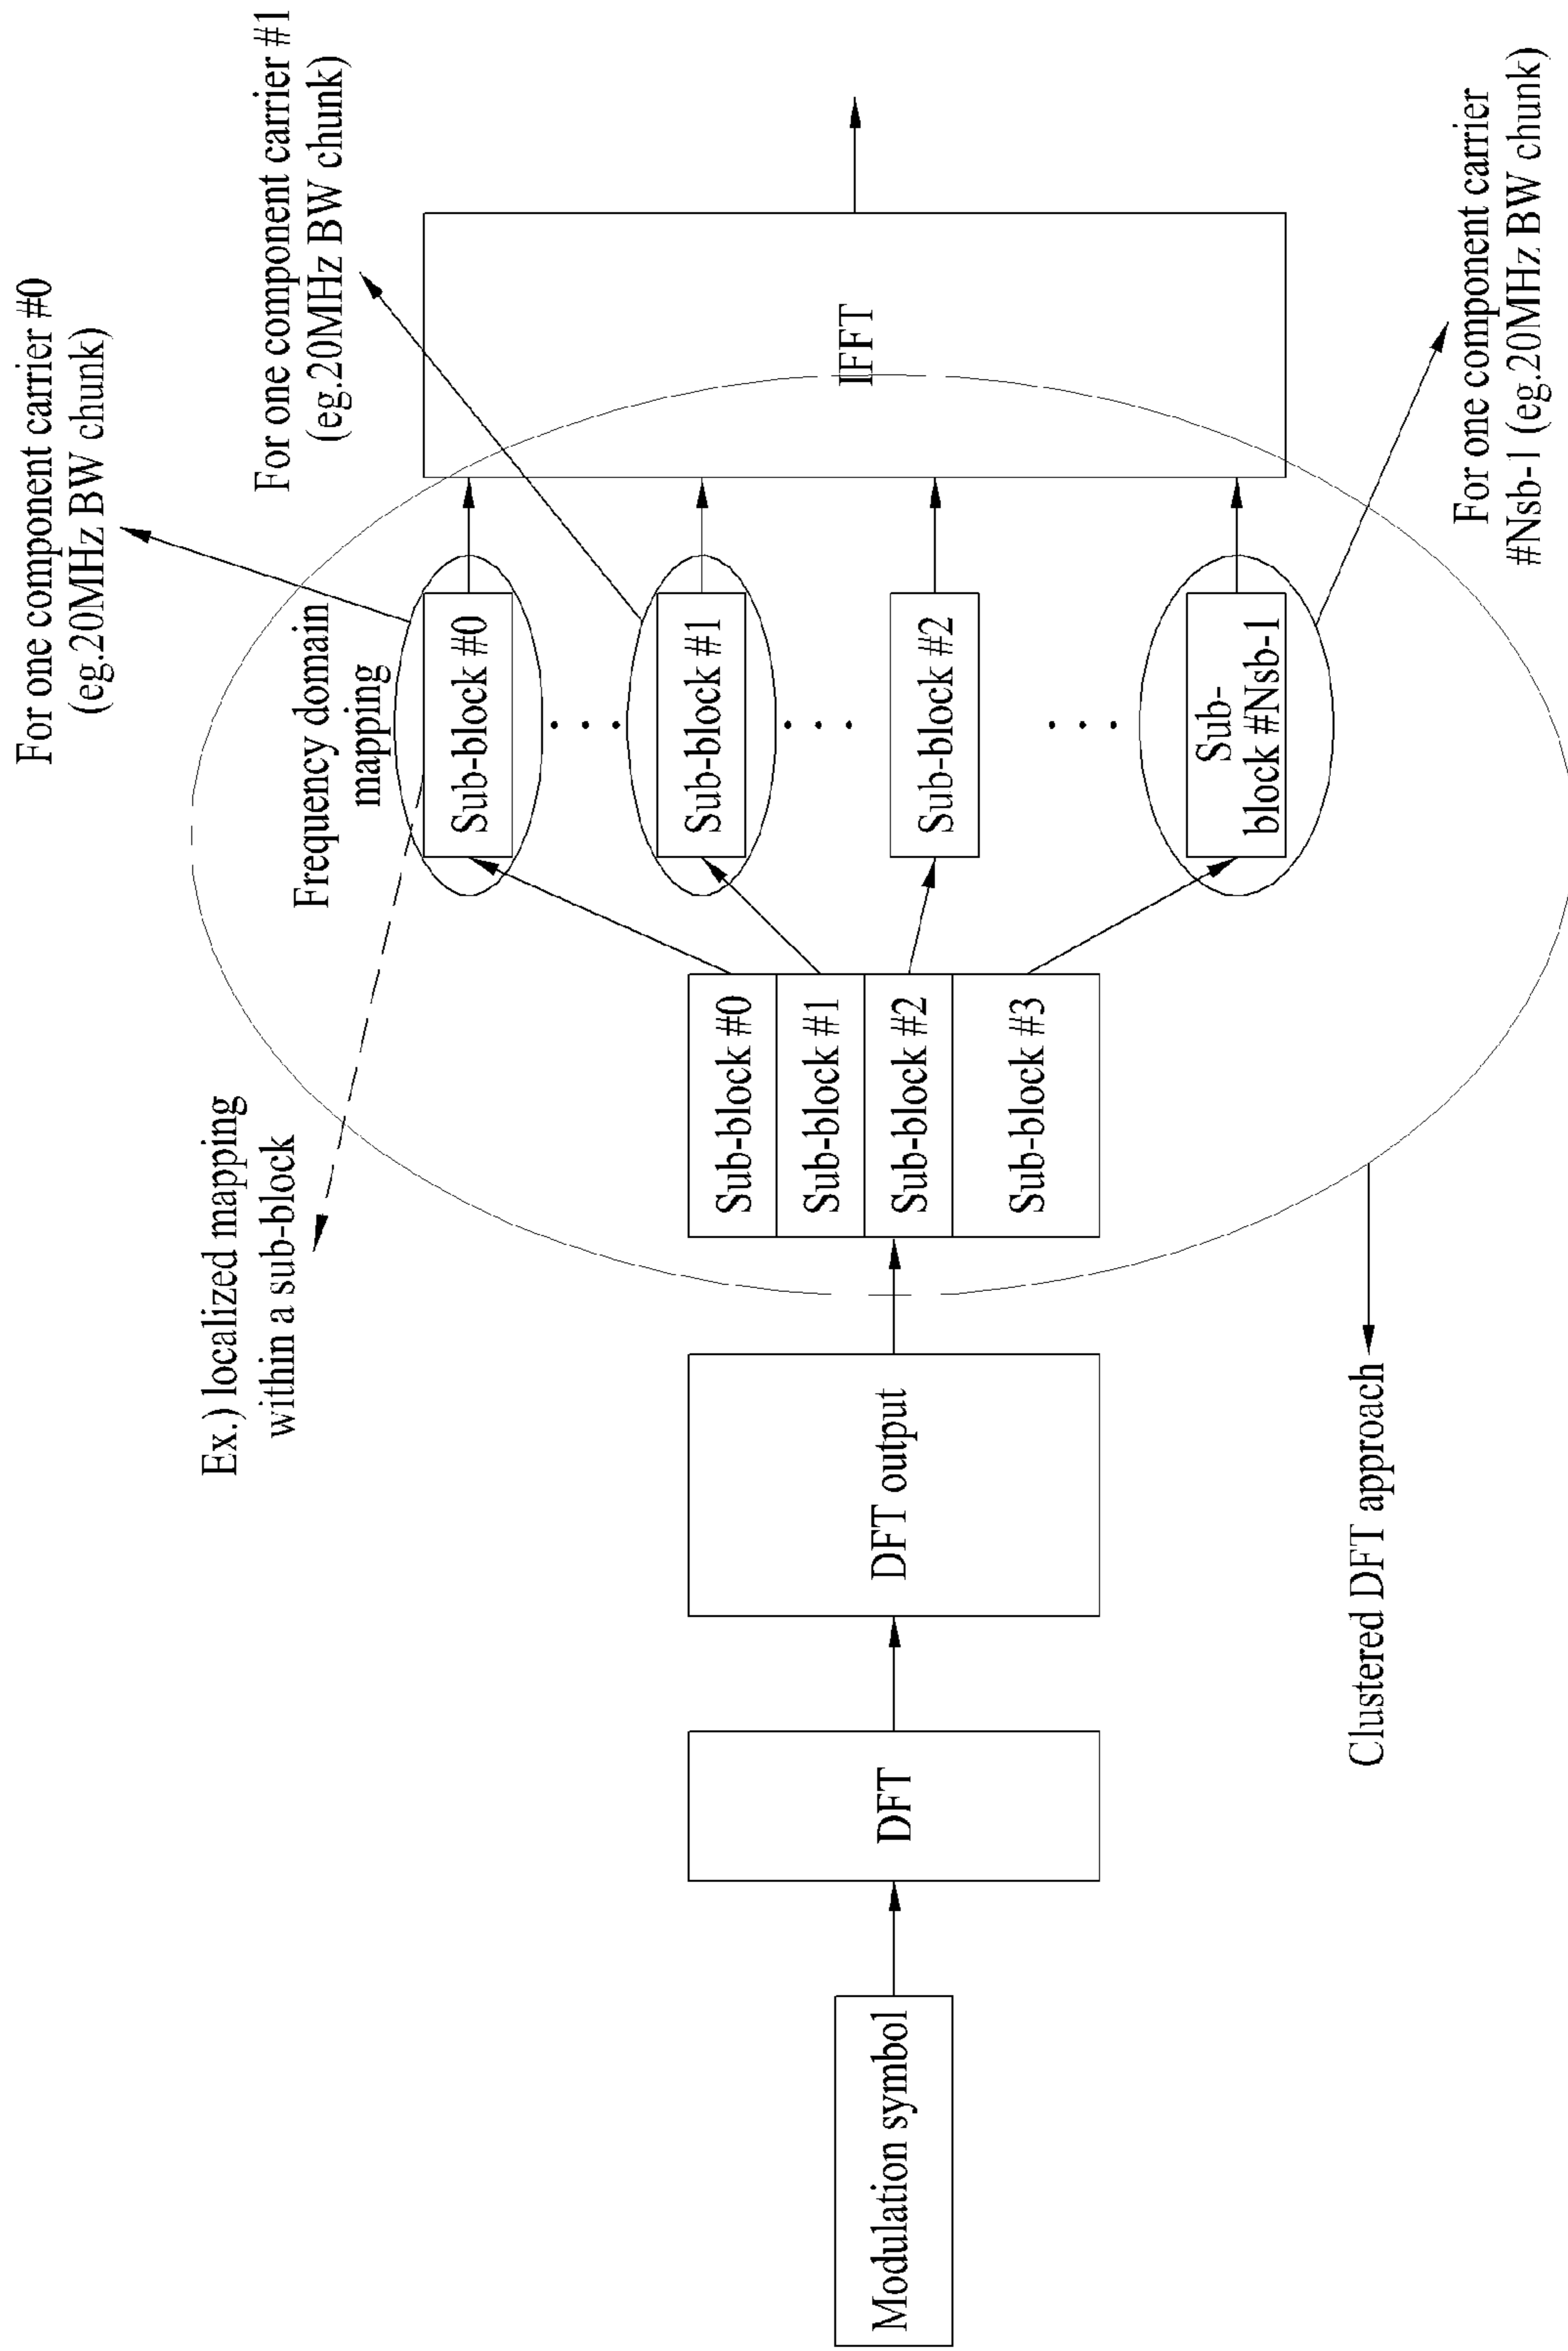 For one component carrier #0
(eg.20MHz BW chunk)
For one component carrier #1
(eg.20MHz BW chunk)
Ex.) localized mapping
within a sub-block
Frequency domain
mapping
Modulation symbol
DFT
DFT output
Sub-block #0
Sub-block #1
Sub-block #2
Sub-block #3
Sub-block #0
Sub-block #1
Sub-block #2
Sub-
block #Nsb-1
IFFT
Clustered DFT approach
For one component carrier
#Nsb-1 (eg.20MHz BW chunk)